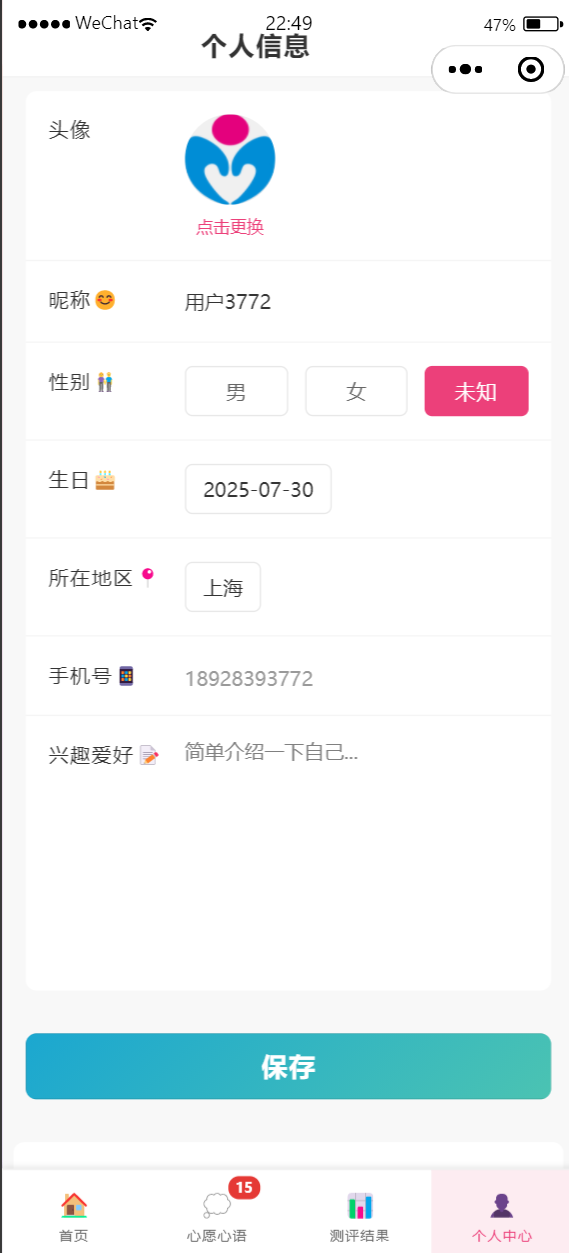 WeChat 22:49 47%
个人信息
头像
点击更换
昵称 用户3772
性别 男 女 未知
生日 2025-07-30
所在地区 上海
手机号 18928393772
兴趣爱好 简单介绍一下自己...
保存
15
首页 心愿心语 测评结果 个人中心